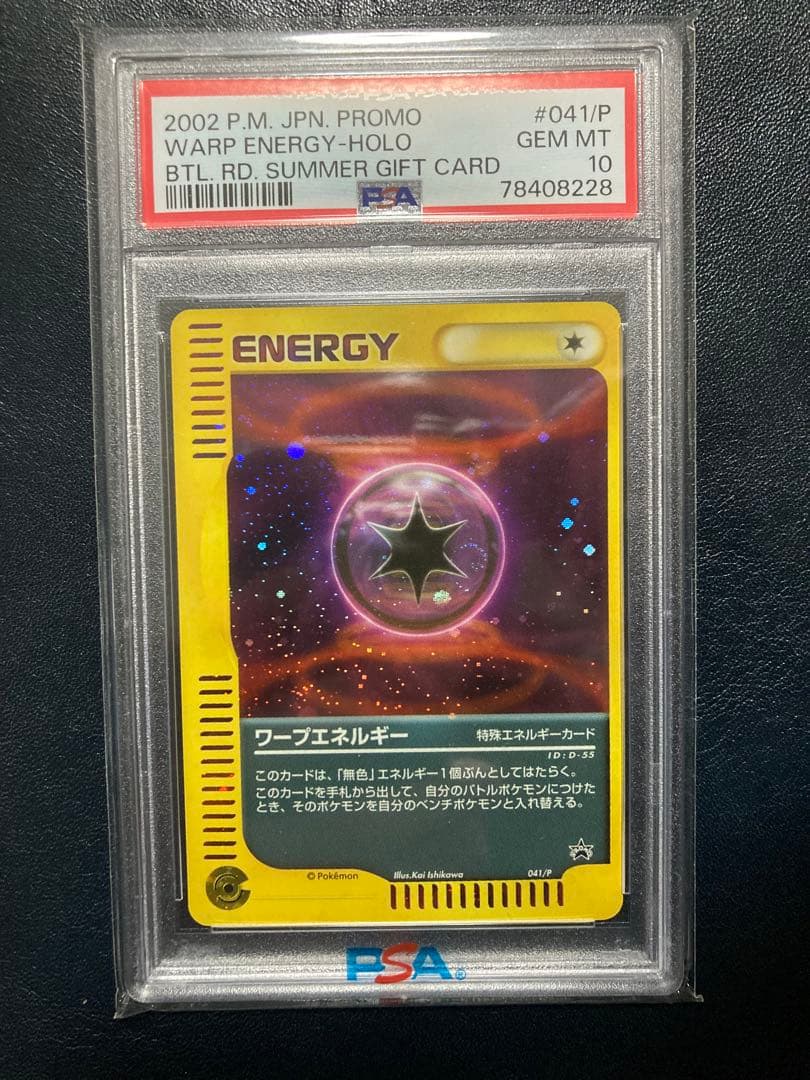 2002 P.M. JPN. PROMO #041/P
WARP ENERGY-HOLO GEM MT
BTL. RD. SUMMER GIFT CARD 10
PSA 78408228
ENERGY
ワープエネルギー 特殊エネルギーカード
ID:D-55
このカードは、「無色」エネルギー1個ぶんとしてはたらく。
このカードを手札から出して、自分のバトルポケモンにつけた
とき、そのポケモンを自分のベンチポケモンと入れ替える。
PROMO
©Pokémon Illus.Kai Ishikawa 041/P
PSA®